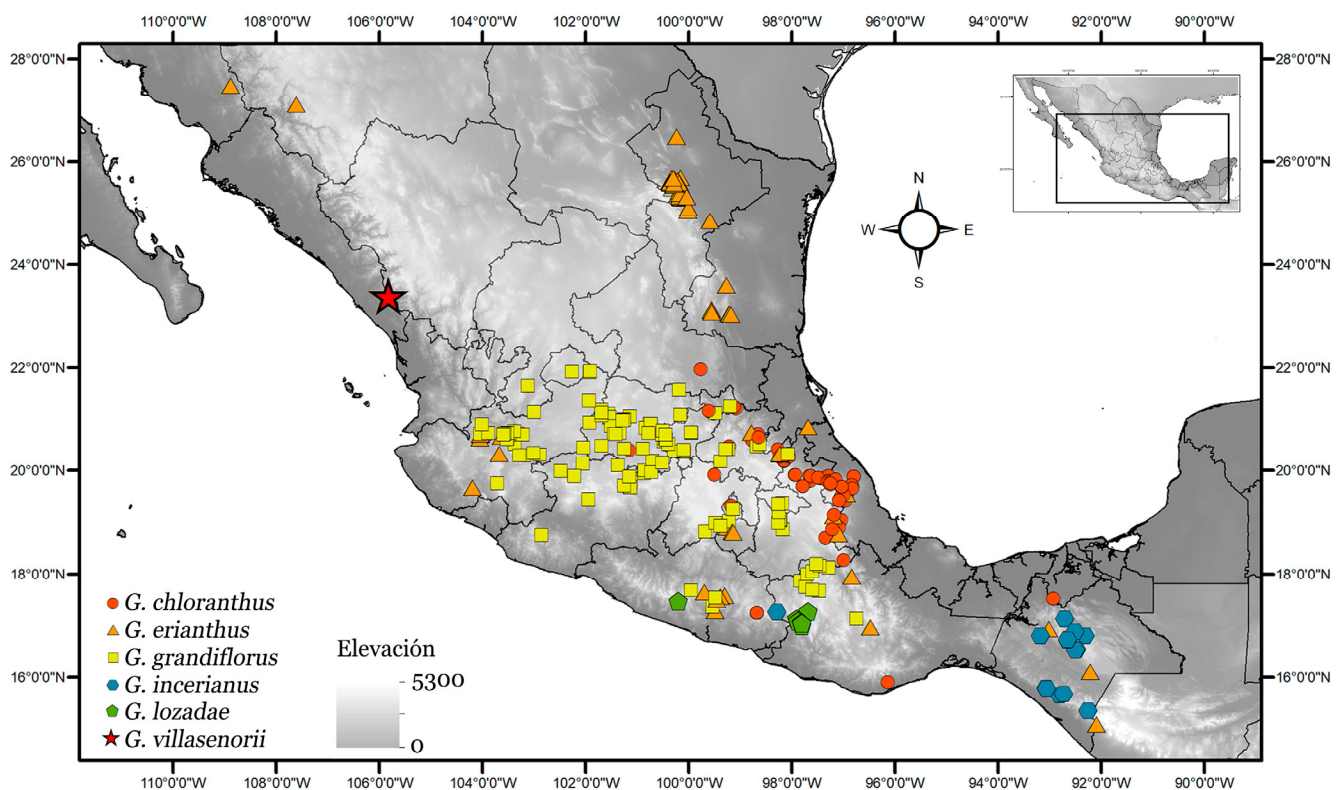 110°0'0"W 108°0'0"W 106°0'0"W 104°0'0"W 102°0'0"W 100°0'0"W 98°0'0"W 96°0'0"W 94°0'0"W 92°0'0"W 90°0'0"W
28°0'0"N 28°0'0"N
26°0'0"N 26°0'0"N
N
W E
S
24°0'0"N 24°0'0"N
22°0'0"N 22°0'0"N
20°0'0"N 20°0'0"N
18°0'0"N 18°0'0"N
16°0'0"N 16°0'0"N
G. chloranthus
G. erianthus
G. grandiflorus
G. incerianus
G. lozadae
G. villasenorii
Elevación
5300
0
110°0'0"W 108°0'0"W 106°0'0"W 104°0'0"W 102°0'0"W 100°0'0"W 98°0'0"W 96°0'0"W 94°0'0"W 92°0'0"W 90°0'0"W